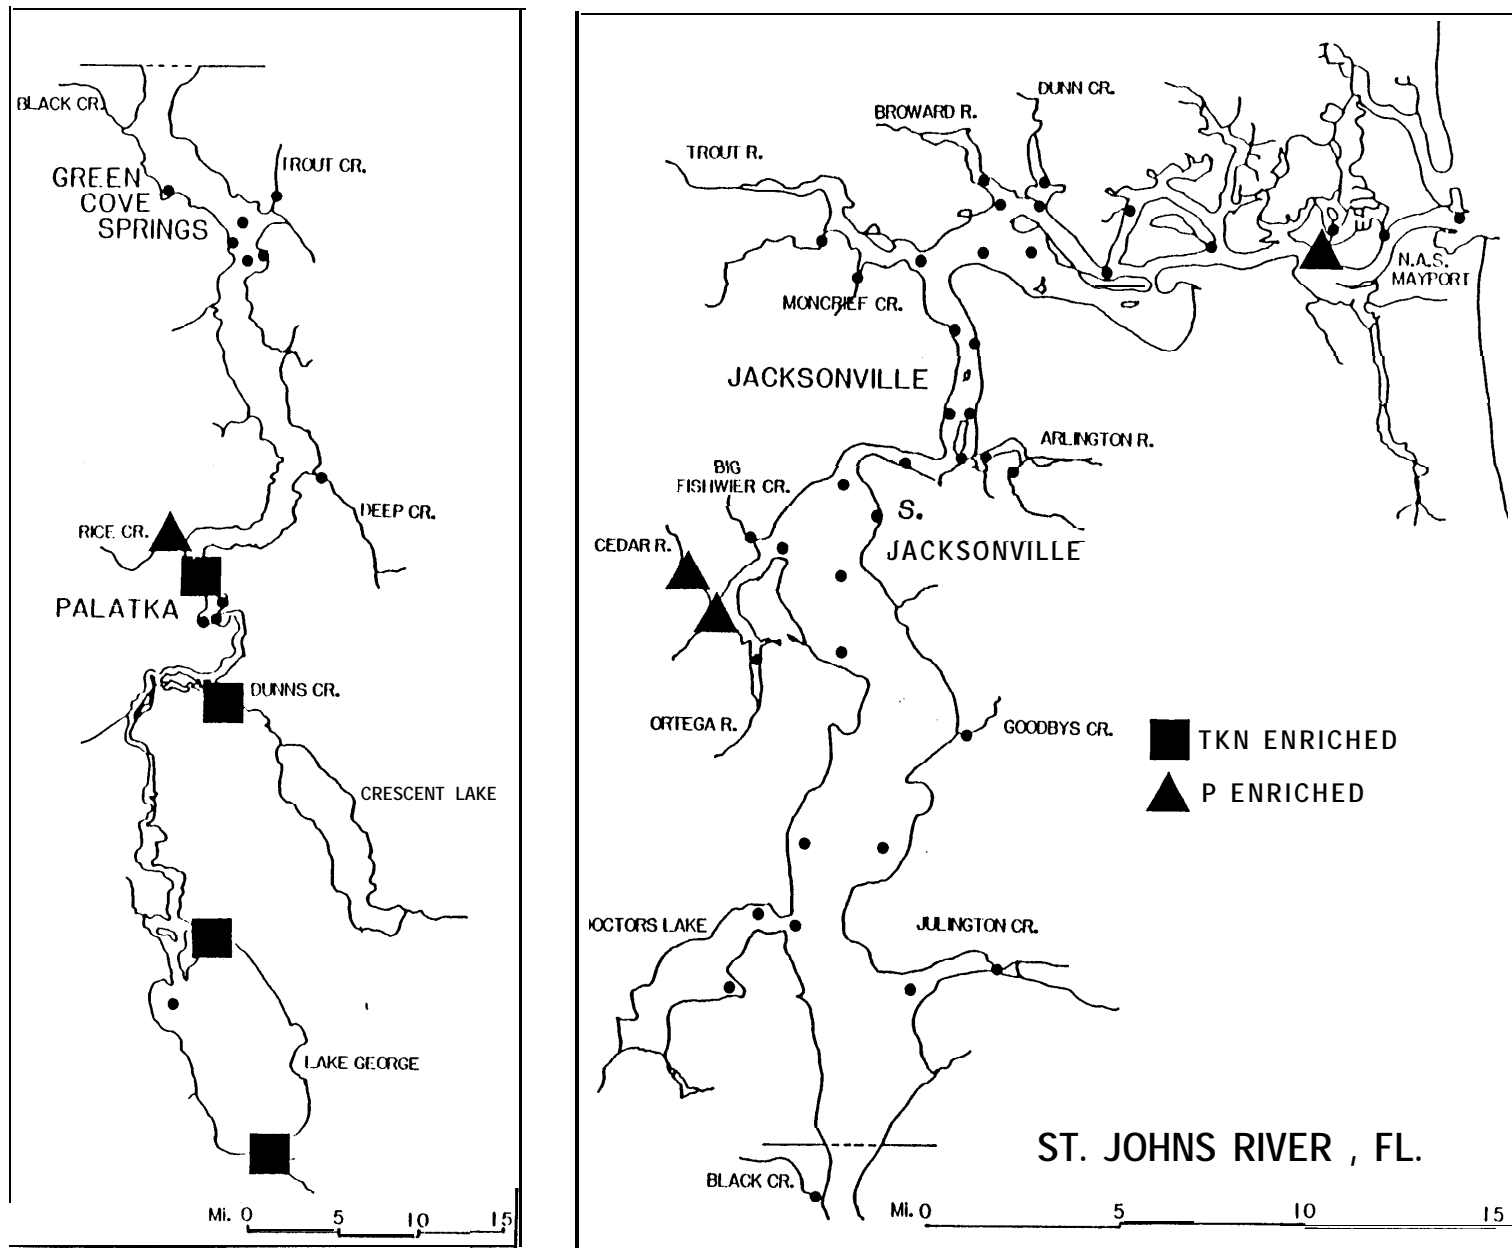 BLACK CR.
TROUT CR.
GREEN
COVE
SPRINGS
DEEP CR.
RICE CR.
PALATKA
DUNNS CR.
CRESCENT LAKE
LAKE GEORGE
Mi. 0 5 10 15
DUNN CR.
BROWARD R.
TROUT R.
N.A.S.
MAYPORT
MONCRIEF CR.
JACKSONVILLE
ARLINGTON R.
BIG
FISHWIER CR.
S.
JACKSONVILLE
CEDAR R.
ORTEGA R.
GOODBYS CR.
TKN ENRICHED
P ENRICHED
DOCTORS LAKE
JULINGTON CR.
ST. JOHNS RIVER , FL.
BLACK CR.
Mi. 0 5 10 15